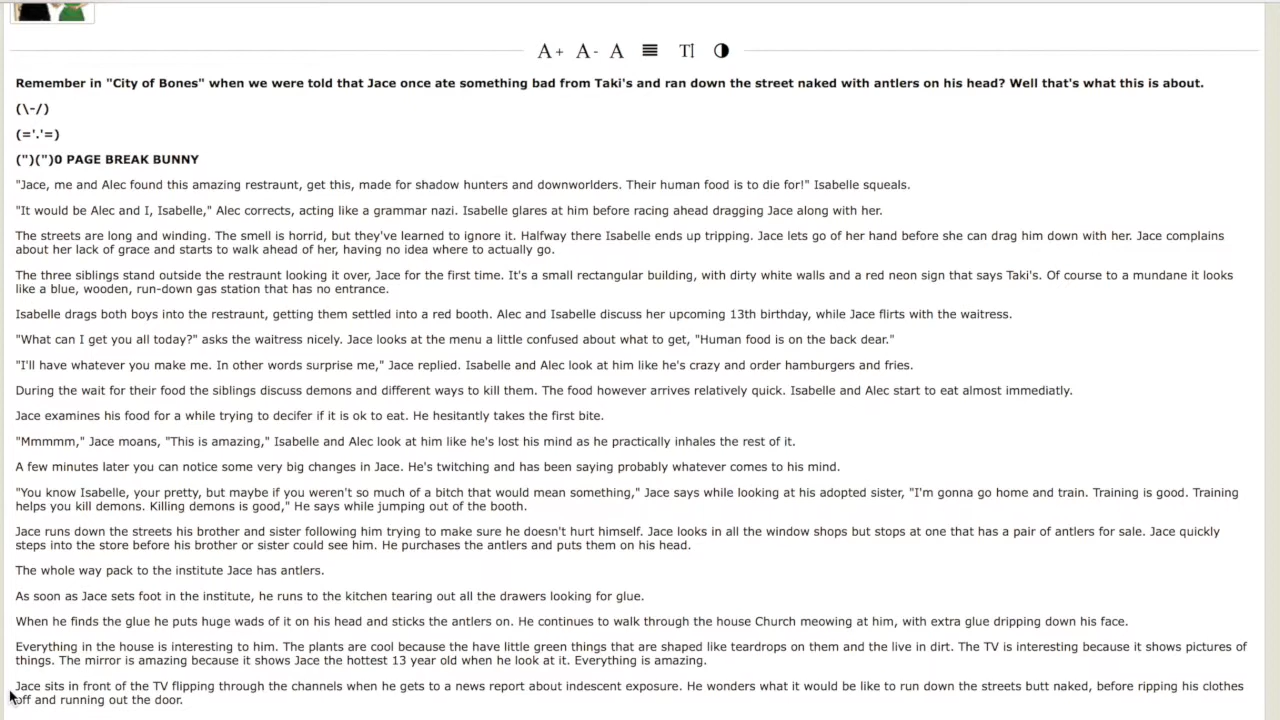 A+ A- A T|
Remember in "City of Bones" when we were told that Jace once ate something bad from Taki's and ran down the street naked with antlers on his head? Well that's what this is about.
(\-/)
(='.'=)
(")(")0 PAGE BREAK BUNNY
"Jace, me and Alec found this amazing restraunt, get this, made for shadow hunters and downworlders. Their human food is to die for!" Isabelle squeals.
"It would be Alec and I, Isabelle," Alec corrects, acting like a grammar nazi. Isabelle glares at him before racing ahead dragging Jace along with her.
The streets are long and winding. The smell is horrid, but they've learned to ignore it. Halfway there Isabelle ends up tripping. Jace lets go of her hand before she can drag him down with her. Jace complains
about her lack of grace and starts to walk ahead of her, having no idea where to actually go.
The three siblings stand outside the restraunt looking it over, Jace for the first time. It's a small rectangular building, with dirty white walls and a red neon sign that says Taki's. Of course to a mundane it looks
like a blue, wooden, run-down gas station that has no entrance.
Isabelle drags both boys into the restraunt, getting them settled into a red booth. Alec and Isabelle discuss her upcoming 13th birthday, while Jace flirts with the waitress.
"What can I get you all today?" asks the waitress nicely. Jace looks at the menu a little confused about what to get, "Human food is on the back dear."
"I'll have whatever you make me. In other words surprise me," Jace replied. Isabelle and Alec look at him like he's crazy and order hamburgers and fries.
During the wait for their food the siblings discuss demons and different ways to kill them. The food however arrives relatively quick. Isabelle and Alec start to eat almost immediatly.
Jace examines his food for a while trying to decifer if it is ok to eat. He hesitantly takes the first bite.
"Mmmmm," Jace moans, "This is amazing," Isabelle and Alec look at him like he's lost his mind as he practically inhales the rest of it.
A few minutes later you can notice some very big changes in Jace. He's twitching and has been saying probably whatever comes to his mind.
"You know Isabelle, your pretty, but maybe if you weren't so much of a bitch that would mean something," Jace says while looking at his adopted sister, "I'm gonna go home and train. Training is good. Training
helps you kill demons. Killing demons is good," He says while jumping out of the booth.
Jace runs down the streets his brother and sister following him trying to make sure he doesn't hurt himself. Jace looks in all the window shops but stops at one that has a pair of antlers for sale. Jace quickly
steps into the store before his brother or sister could see him. He purchases the antlers and puts them on his head.
The whole way pack to the institute Jace has antlers.
As soon as Jace sets foot in the institute, he runs to the kitchen tearing out all the drawers looking for glue.
When he finds the glue he puts huge wads of it on his head and sticks the antlers on. He continues to walk through the house Church meowing at him, with extra glue dripping down his face.
Everything in the house is interesting to him. The plants are cool because the have little green things that are shaped like teardrops on them and the live in dirt. The TV is interesting because it shows pictures of
things. The mirror is amazing because it shows Jace the hottest 13 year old when he look at it. Everything is amazing.
Jace sits in front of the TV flipping through the channels when he gets to a news report about indescent exposure. He wonders what it would be like to run down the streets butt naked, before ripping his clothes
off and running out the door.